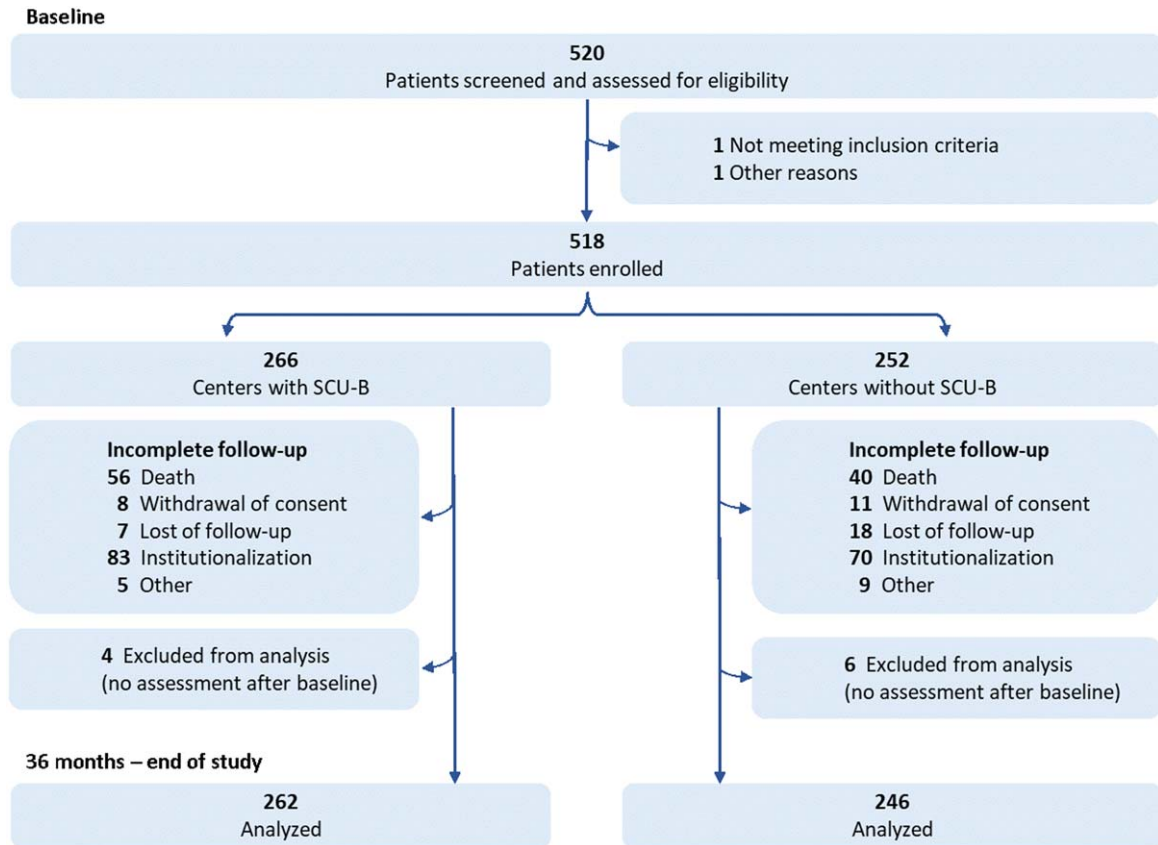 Baseline
520
Patients screened and assessed for eligibility
1 Not meeting inclusion criteria
1 Other reasons
518
Patients enrolled
266
Centers with SCU-B
252
Centers without SCU-B
Incomplete follow-up
56 Death
8 Withdrawal of consent
7 Lost of follow-up
83 Institutionalization
5 Other
Incomplete follow-up
40 Death
11 Withdrawal of consent
18 Lost of follow-up
70 Institutionalization
9 Other
4 Excluded from analysis
(no assessment after baseline)
6 Excluded from analysis
(no assessment after baseline)
36 months – end of study
262
Analyzed
246
Analyzed